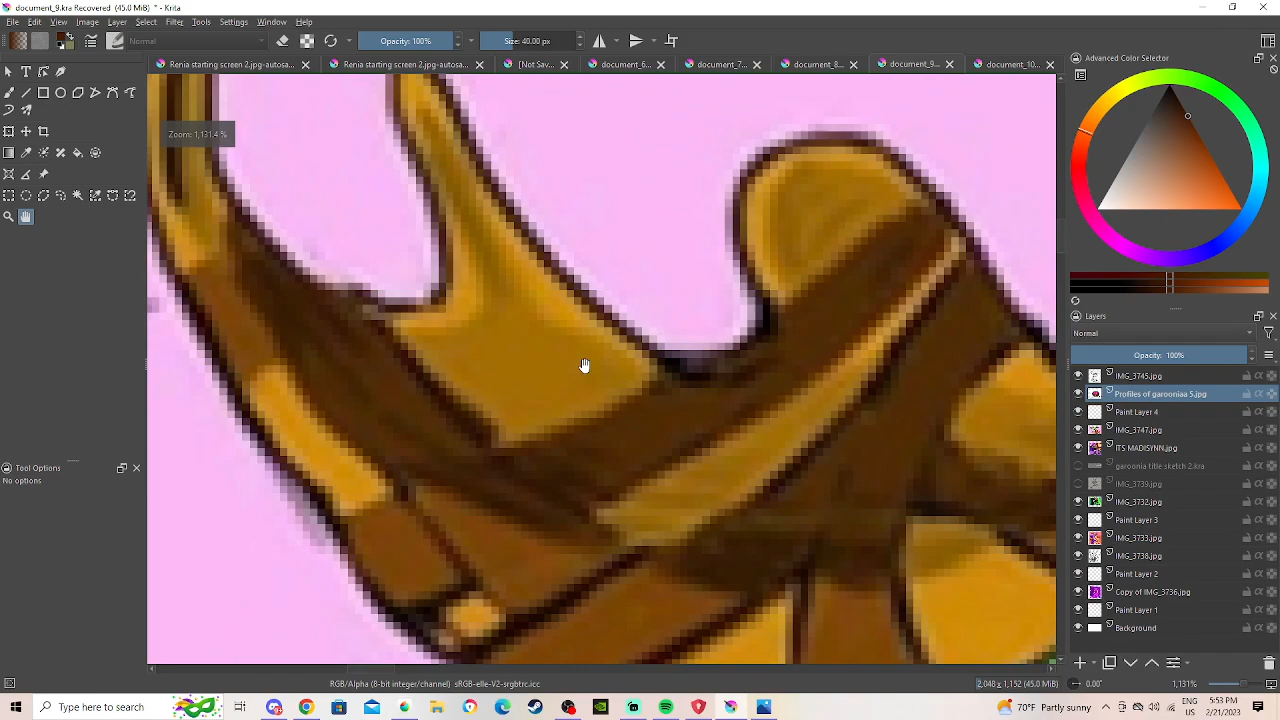 document_9.kra Recovered (45.0 MiB) * - Krita
File Edit View Image Layer Select Filter Tools Settings Window Help
Normal Opacity: 100% Size: 40.00 px
Renia starting screen 2.jpg-autosa... Renia starting screen 2.jpg-autosa... [Not Sav... document_6... document_7... document_8... document_9... document_10...
Advanced Color Selector
Zoom: 1,131.4 %
Layers
Normal
Opacity: 100%
IMG_3745.jpg
Profiles of garooniaa 5.jpg
Paint Layer 4
IMG_3747.jpg
ITS MADISYNN.jpg
garoonia title sketch 2.kra
IMG_3739.jpg
IMG_3732.jpg
Paint Layer 3
IMG_3733.jpg
IMG_3738.jpg
Paint Layer 2
Copy of IMG_3736.jpg
Paint Layer 1
Background
Tool Options
No options
RGB/Alpha (8-bit integer/channel) sRGB-elle-V2-srgbtrc.icc 2,048 x 1,152 (45.0 MiB) 0.00° 1,131%
Type here to search
70°F Partly sunny
ENG
US
5:53 PM
2/21/2023